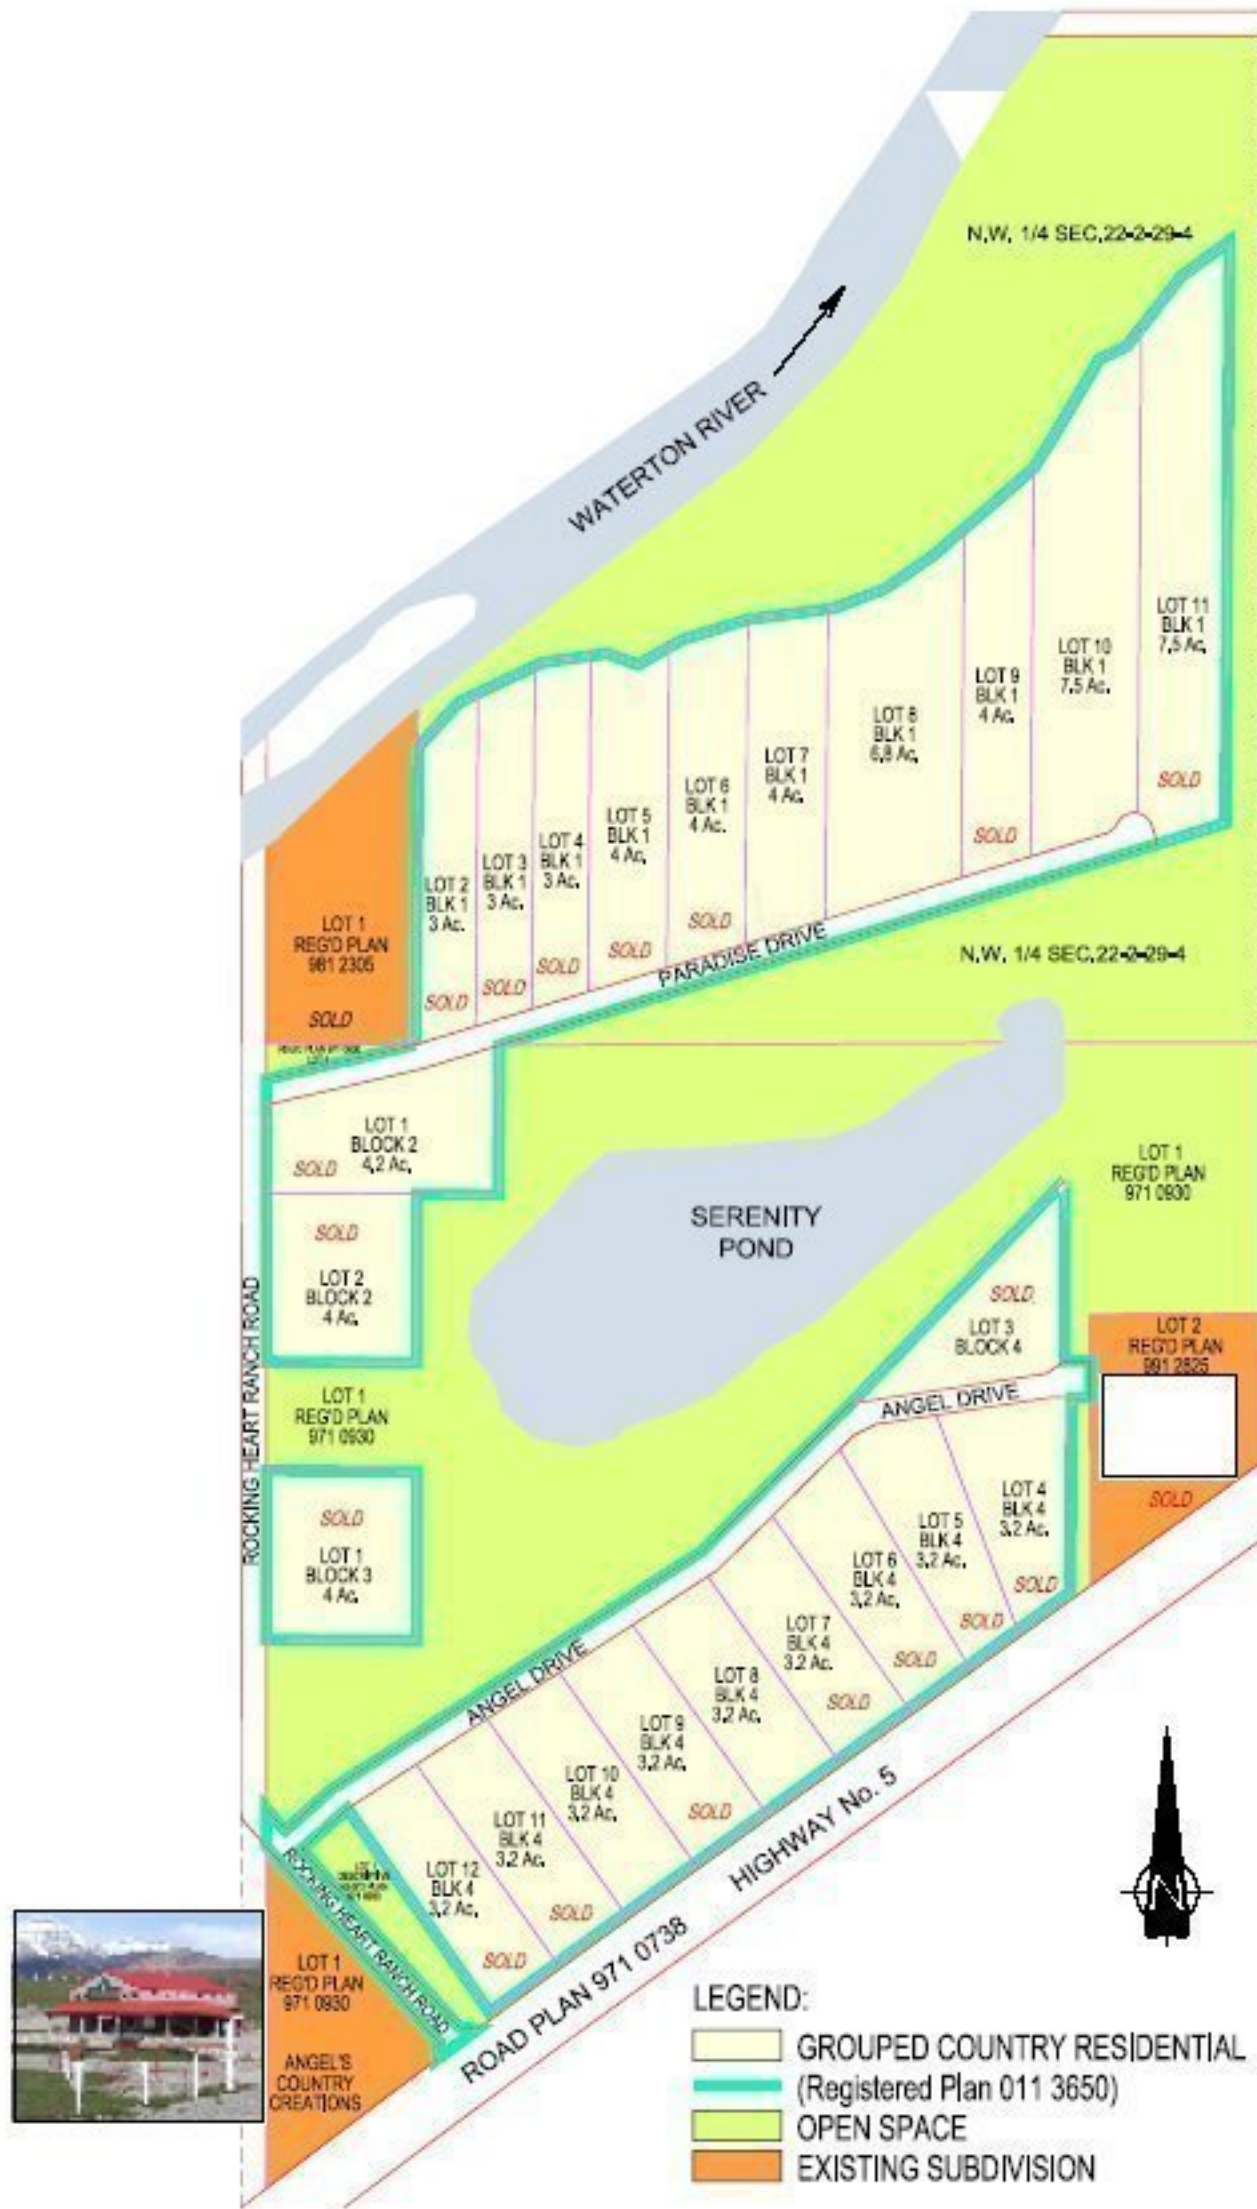 N.W. 1/4 SEC.22-2-29-4
WATERTON RIVER
LOT 11
BLK 1
7.5 Ac.
SOLD
LOT 10
BLK 1
7.5 Ac.
LOT 9
BLK 1
4 Ac.
SOLD
LOT 8
BLK 1
6.8 Ac.
LOT 7
BLK 1
4 Ac.
LOT 6
BLK 1
4 Ac.
SOLD
LOT 5
BLK 1
4 Ac.
SOLD
LOT 4
BLK 1
3 Ac.
SOLD
LOT 3
BLK 1
3 Ac.
SOLD
LOT 2
BLK 1
3 Ac.
SOLD
LOT 1
REG'D PLAN
981 2305
SOLD
PARADISE DRIVE
N.W. 1/4 SEC.22-2-29-4
LOT 1
BLOCK 2
4.2 Ac.
SOLD
SOLD
LOT 2
BLOCK 2
4 Ac.
SERENITY
POND
LOT 1
REG'D PLAN
971 0930
ROCKING HEART RANCH ROAD
LOT 1
REG'D PLAN
971 0930
SOLD
LOT 3
BLOCK 4
LOT 2
REG'D PLAN
991 2825
SOLD
ANGEL DRIVE
SOLD
LOT 1
BLOCK 3
4 Ac.
LOT 4
BLK 4
3.2 Ac.
SOLD
LOT 5
BLK 4
3.2 Ac.
SOLD
LOT 6
BLK 4
3.2 Ac.
SOLD
LOT 7
BLK 4
3.2 Ac.
SOLD
LOT 8
BLK 4
3.2 Ac.
LOT 9
BLK 4
3.2 Ac.
SOLD
LOT 10
BLK 4
3.2 Ac.
LOT 11
BLK 4
3.2 Ac.
SOLD
LOT 12
BLK 4
3.2 Ac.
SOLD
ANGEL DRIVE
ROCKING HEART RANCH ROAD
LOT 1
REG'D PLAN
971 0930
ANGEL'S
COUNTRY
CREATIONS
HIGHWAY No. 5
ROAD PLAN 971 0738
N
LEGEND:
GROUPED COUNTRY RESIDENTIAL
(Registered Plan 011 3650)
OPEN SPACE
EXISTING SUBDIVISION